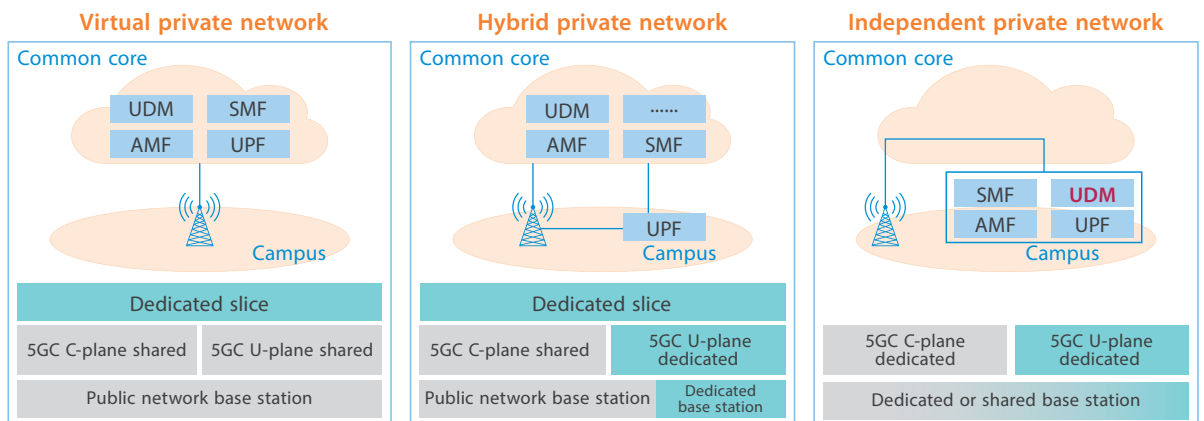 Virtual private network
Common core
UDM
SMF
AMF
UPF
Campus
Dedicated slice
5GC C-plane shared
5GC U-plane shared
Public network base station
Hybrid private network
Common core
UDM
......
AMF
SMF
UPF
Campus
Dedicated slice
5GC C-plane shared
5GC U-plane
dedicated
Public network base station
Dedicated
base station
Independent private network
Common core
SMF
UDM
AMF
UPF
Campus
5GC C-plane
dedicated
5GC U-plane
dedicated
Dedicated or shared base station